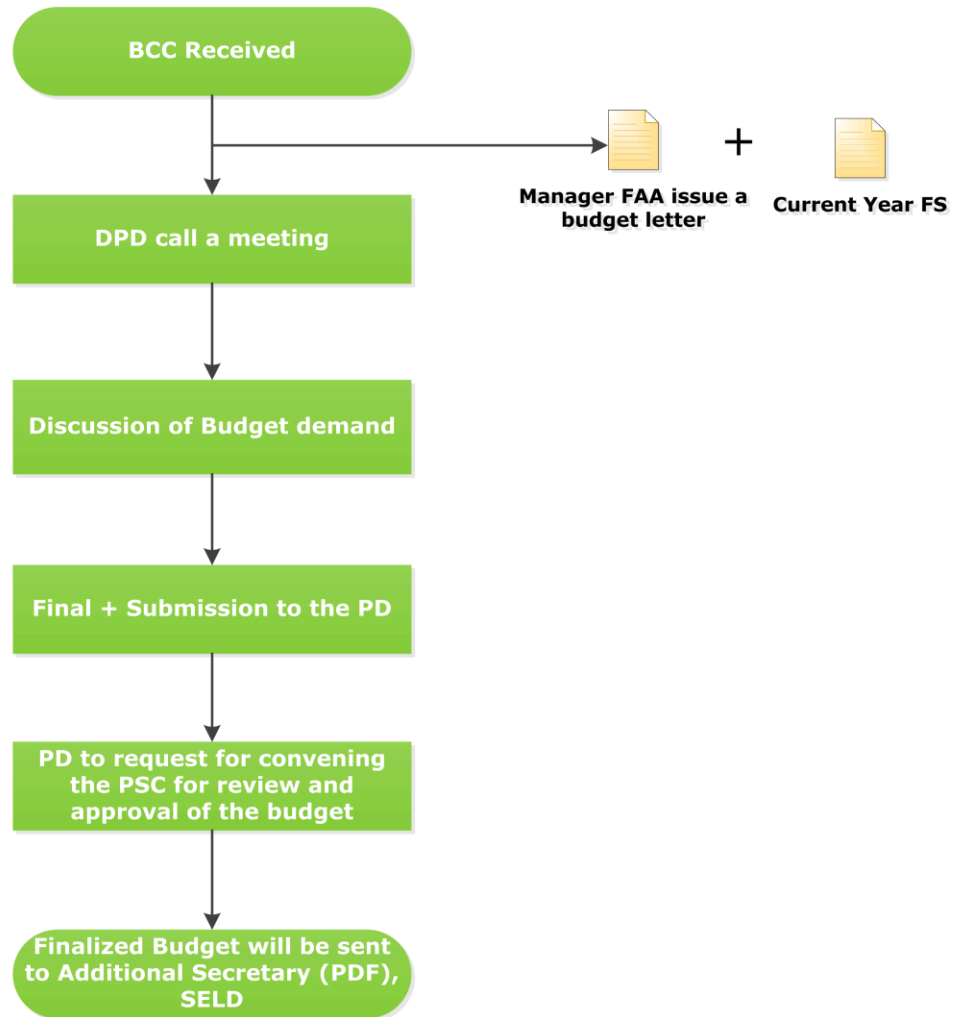 BCC Received
+
Manager FAA issue a
budget letter
Current Year FS
DPD call a meeting
Discussion of Budget demand
Final + Submission to the PD
PD to request for convening
the PSC for review and
approval of the budget
Finalized Budget will be sent
to Additional Secretary (PDF),
SELD